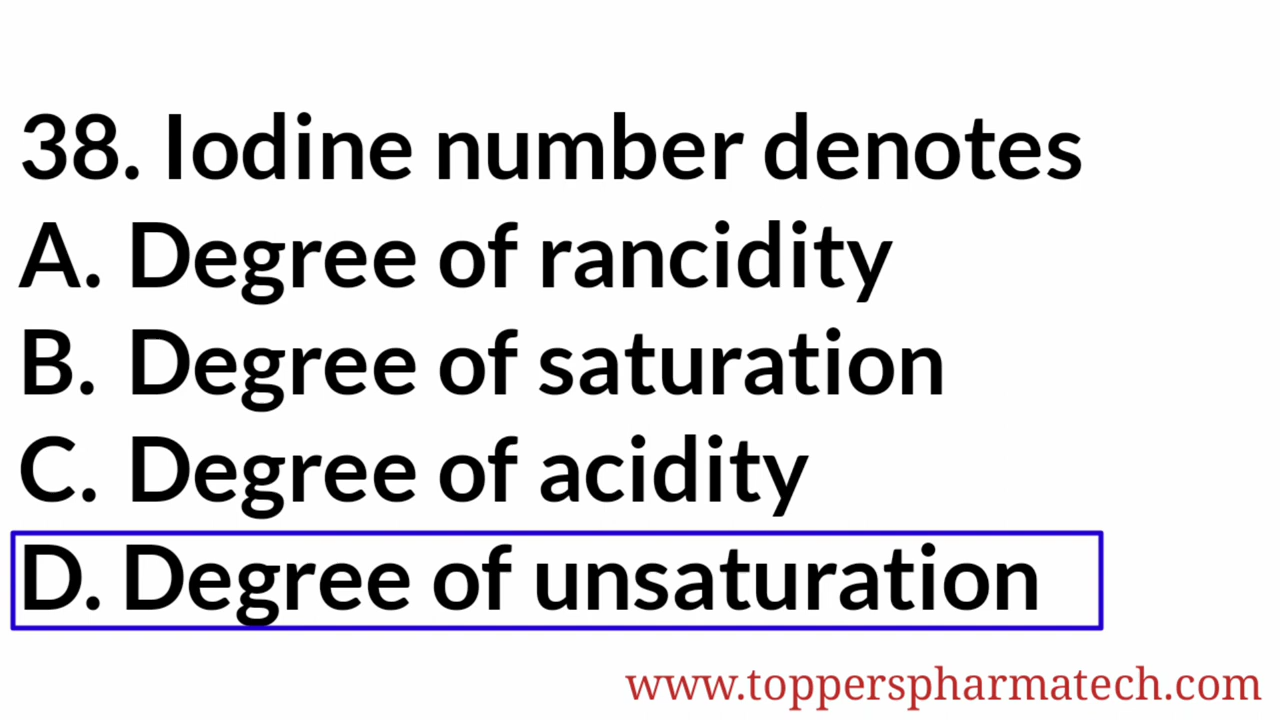 38. Iodine number denotes
A. Degree of rancidity
B. Degree of saturation
C. Degree of acidity
D. Degree of unsaturation
www.topperspharmatech.com